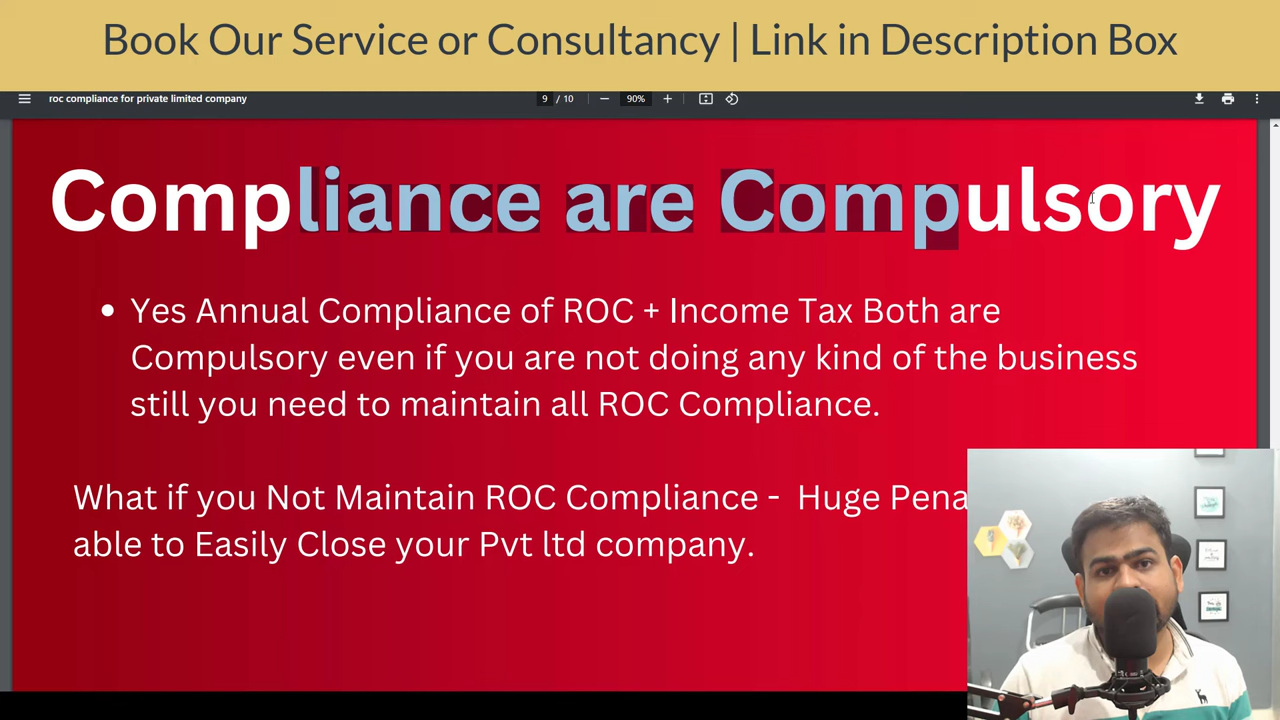 Book Our Service or Consultancy | Link in Description Box
roc compliance for private limited company
9 / 10
90%
Compliance are Compulsory
Yes Annual Compliance of ROC + Income Tax Both are
Compulsory even if you are not doing any kind of the business
still you need to maintain all ROC Compliance.
What if you Not Maintain ROC Compliance - Huge Pena
able to Easily Close your Pvt ltd company.